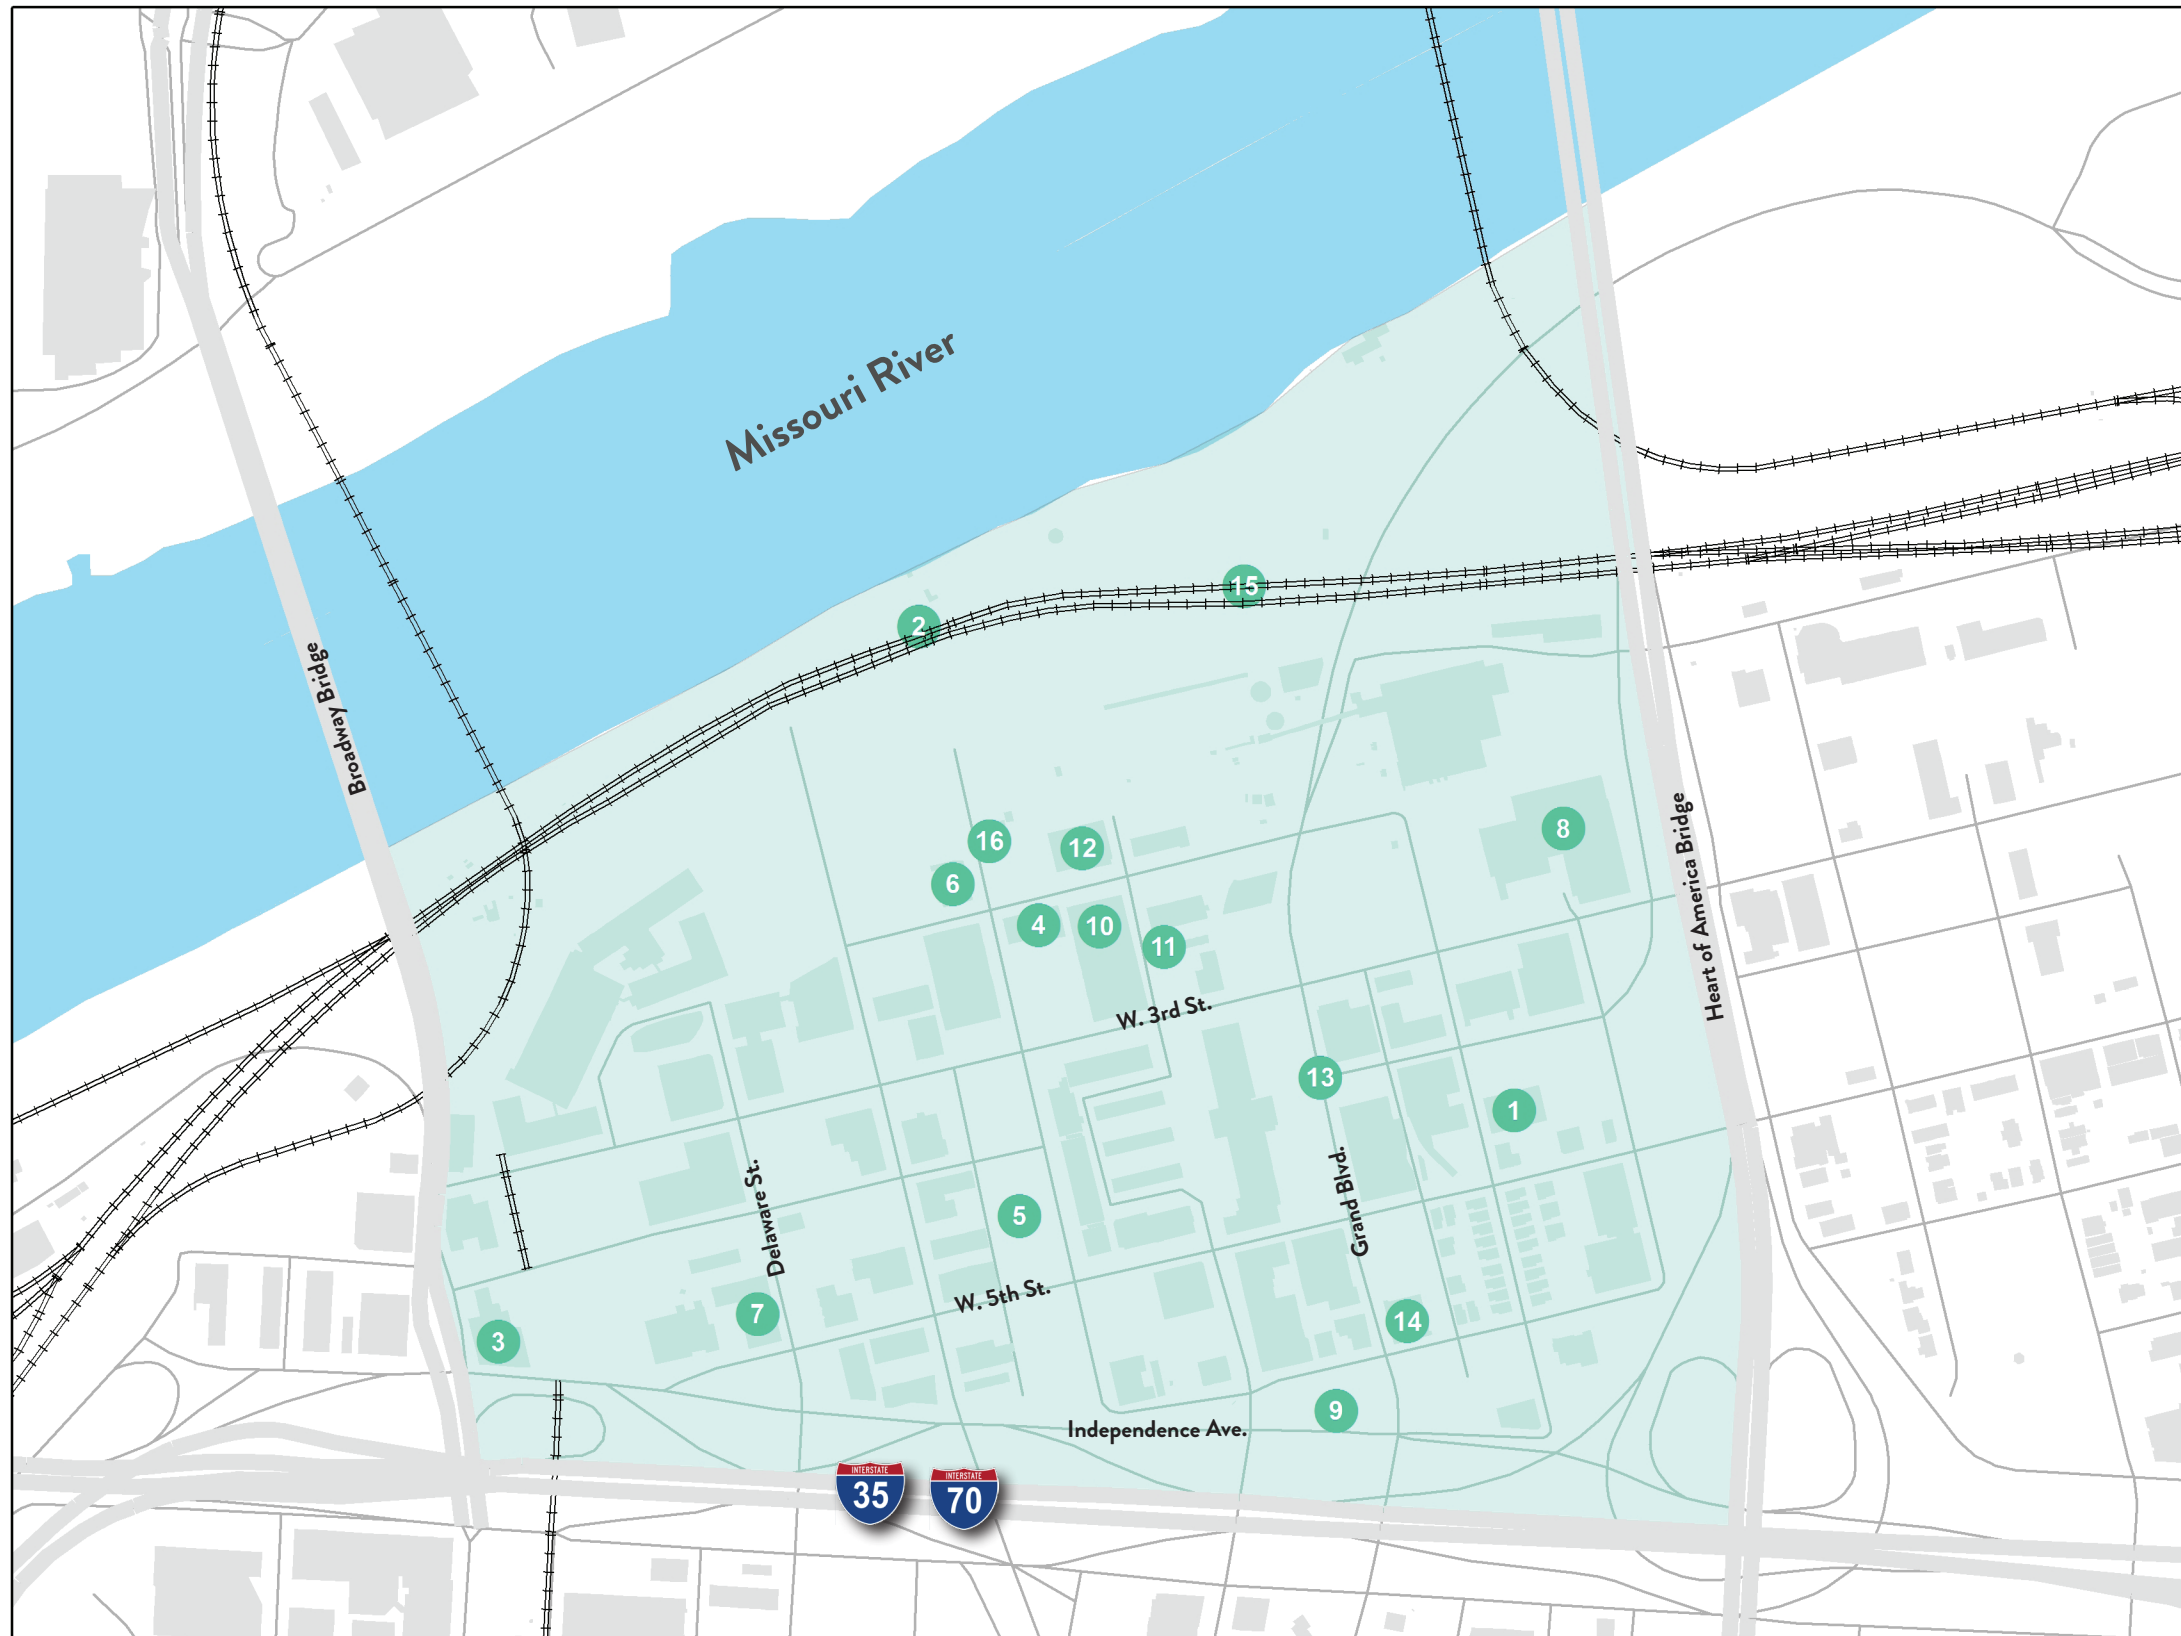 Missouri River
15
2
Broadway Bridge
8
16
12
6
4
10
11
Heart of America Bridge
W. 3rd St.
13
1
Delaware St.
Grand Blvd.
5
W. 5th St.
7
14
3
9
Independence Ave.
INTERSTATE
35
INTERSTATE
70